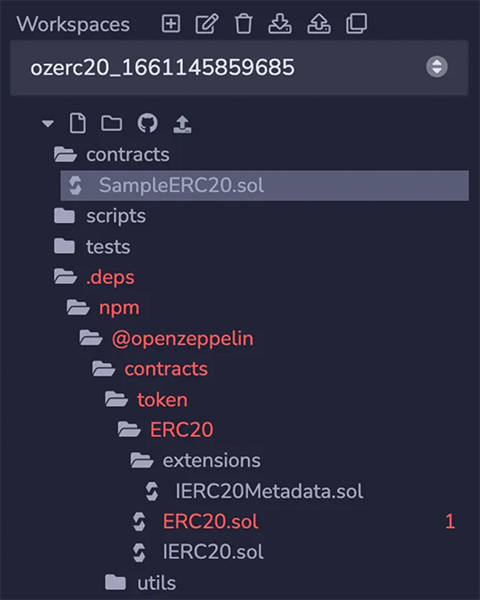 Workspaces
ozerc20_1661145859685
contracts
SampleERC20.sol
scripts
tests
.deps
npm
@openzeppelin
contracts
token
ERC20
extensions
IERC20Metadata.sol
ERC20.sol 1
IERC20.sol
utils